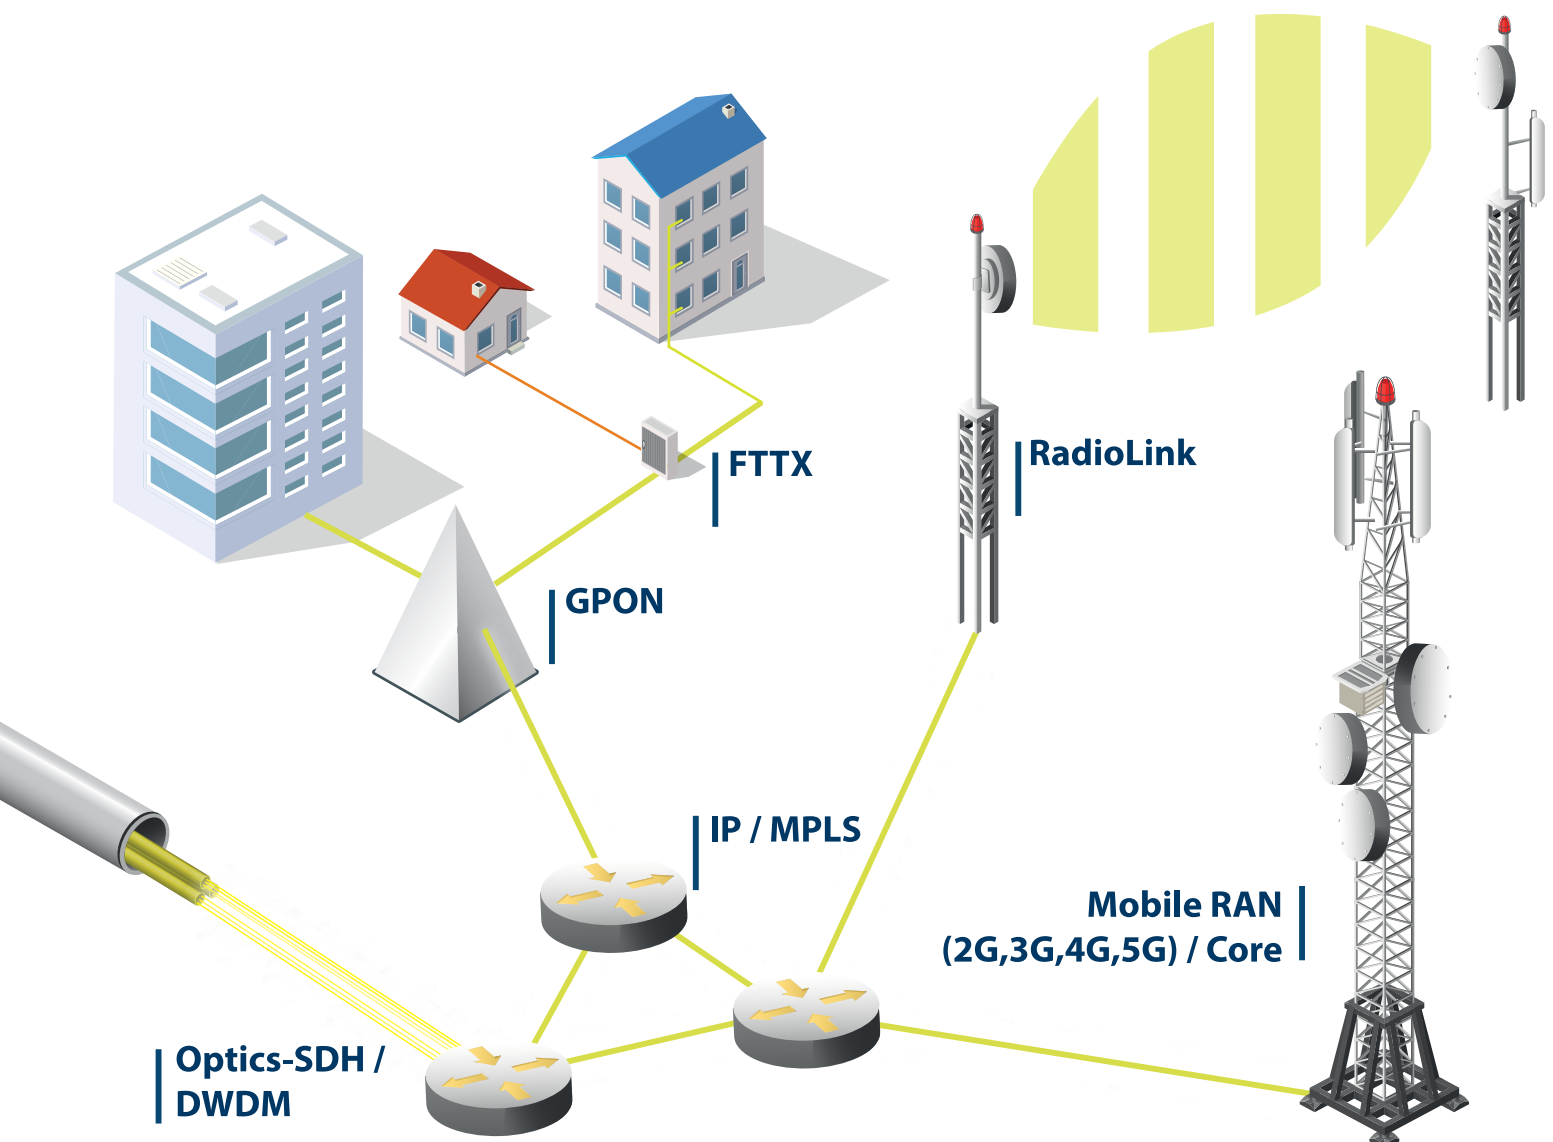 RadioLink
FTTX
GPON
IP / MPLS
Mobile RAN
(2G,3G,4G,5G) / Core
Optics-SDH /
DWDM